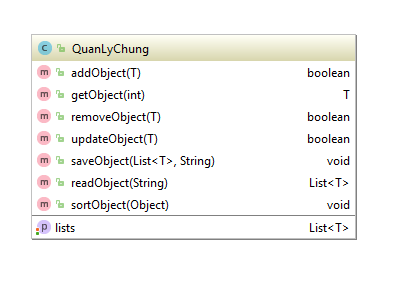 C QuanLyChung
m addObject(T) boolean
m getObject(int) T
m removeObject(T) boolean
m updateObject(T) boolean
m saveObject(List<T>, String) void
m readObject(String) List<T>
m sortObject(Object) void
p lists List<T>